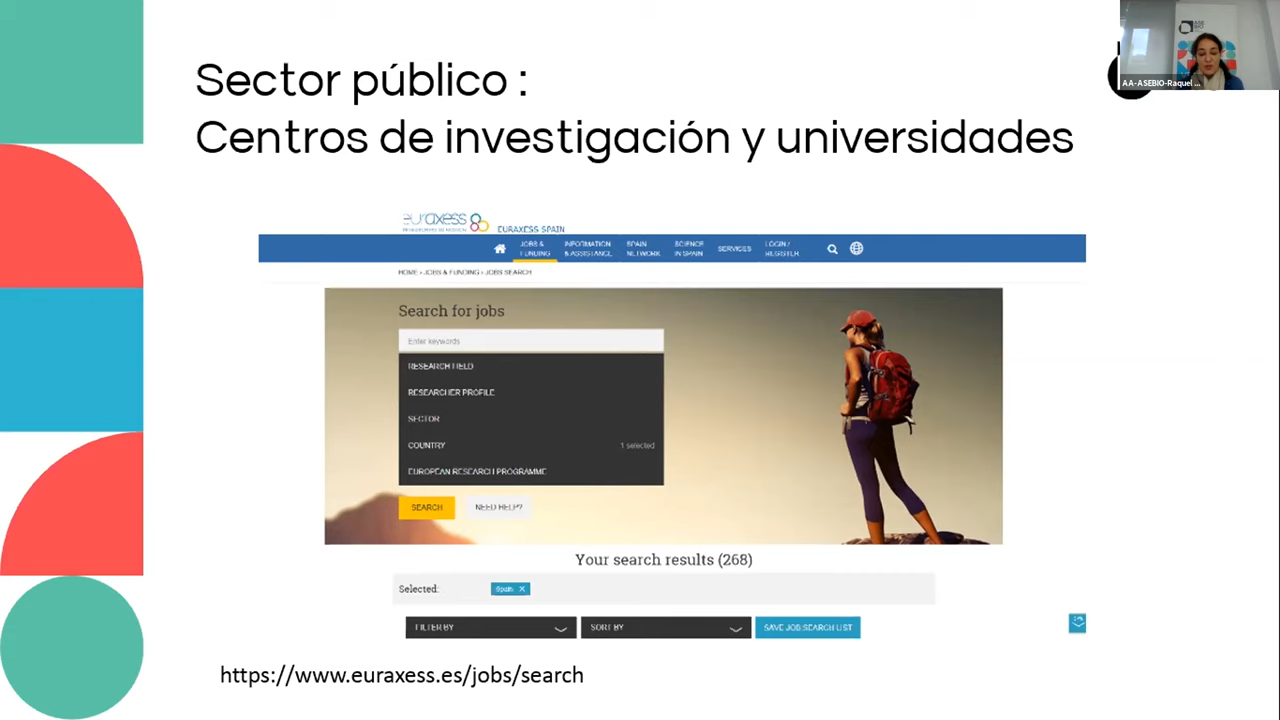 Sector público :
Centros de investigación y universidades
ASE
BIO
AA-ASEBIO-Raquel ...
euraxess
EURAXESS SPAIN
JOBS &
FUNDING
INFORMATION
& ASSISTANCE
SPAIN
NETWORK
SCIENCE
IN SPAIN
SERVICES
LOGIN /
REGISTER
HOME › JOBS & FUNDING › JOBS SEARCH
Search for jobs
Enter keywords
RESEARCH FIELD
RESEARCHER PROFILE
SECTOR
COUNTRY 1 selected
EUROPEAN RESEARCH PROGRAMME
SEARCH NEED HELP?
Your search results (268)
Selected: Spain X
FILTER BY SORT BY SAVE JOB SEARCH LIST
https://www.euraxess.es/jobs/search